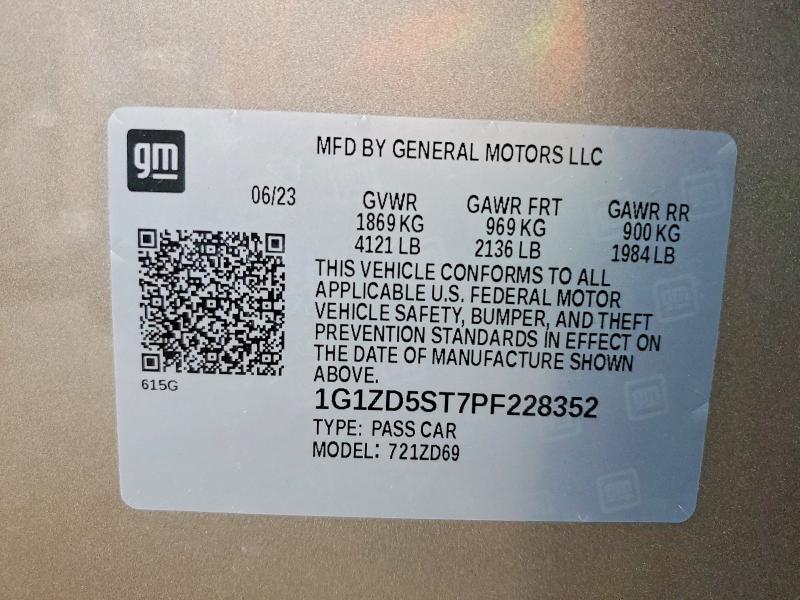 gm
MFD BY GENERAL MOTORS LLC
06/23
GVWR GAWR FRT GAWR RR
1869 KG 969 KG 900 KG
4121 LB 2136 LB 1984 LB
THIS VEHICLE CONFORMS TO ALL
APPLICABLE U.S. FEDERAL MOTOR
VEHICLE SAFETY, BUMPER, AND THEFT
PREVENTION STANDARDS IN EFFECT ON
THE DATE OF MANUFACTURE SHOWN
ABOVE.
615G
1G1ZD5ST7PF228352
TYPE: PASS CAR
MODEL: 721ZD69